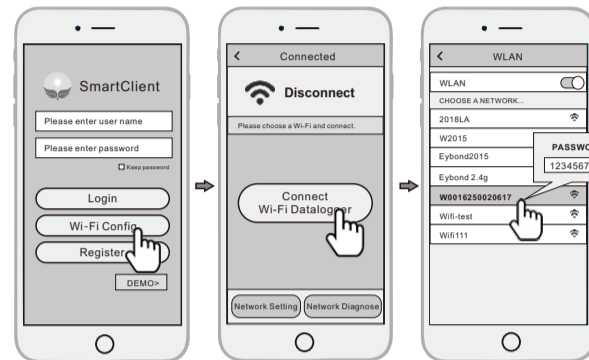 SmartClient
Please enter user name
Please enter password
Keep password
Login
Wi-Fi Config
Register
DEMO>
Connected
Disconnect
Please choose a Wi-Fi and connect.
Connect
Wi-Fi Datalogger
Network Setting
Network Diagnose
WLAN
WLAN
CHOOSE A NETWORK...
2018LA
W2015
Eybond2015
Eybond 2.4g
W0016250020617
Wifi-test
Wifi111
PASSWO
1234567